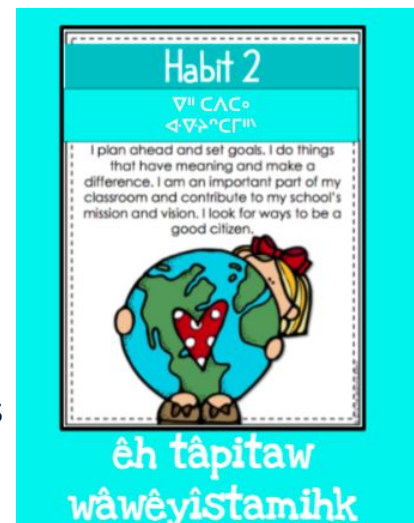 Habit 2
ᐁᐦ ᑕᐱᑕᐤ
ᐊᐧᐁᐧᔨᐢᑕᒥᐦᐠ
I plan ahead and set goals. I do things
that have meaning and make a
difference. I am an important part of my
classroom and contribute to my school's
mission and vision. I look for ways to be a
good citizen.
êh tâpitaw
wâwêyîstamihk